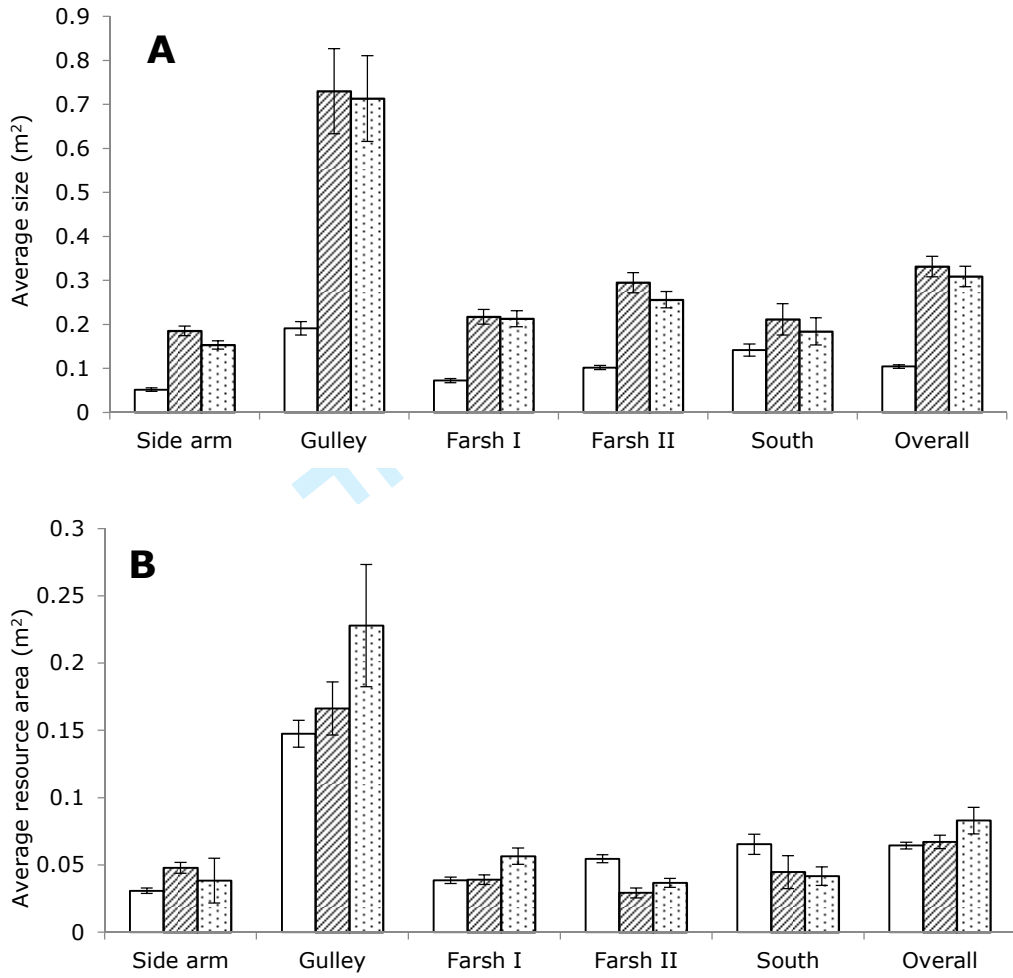 A
Average size (m²)
0.9
0.8
0.7
0.6
0.5
0.4
0.3
0.2
0.1
0
Side arm Gulley Farsh I Farsh II South Overall
B
Average resource area (m²)
0.3
0.25
0.2
0.15
0.1
0.05
0
Side arm Gulley Farsh I Farsh II South Overall